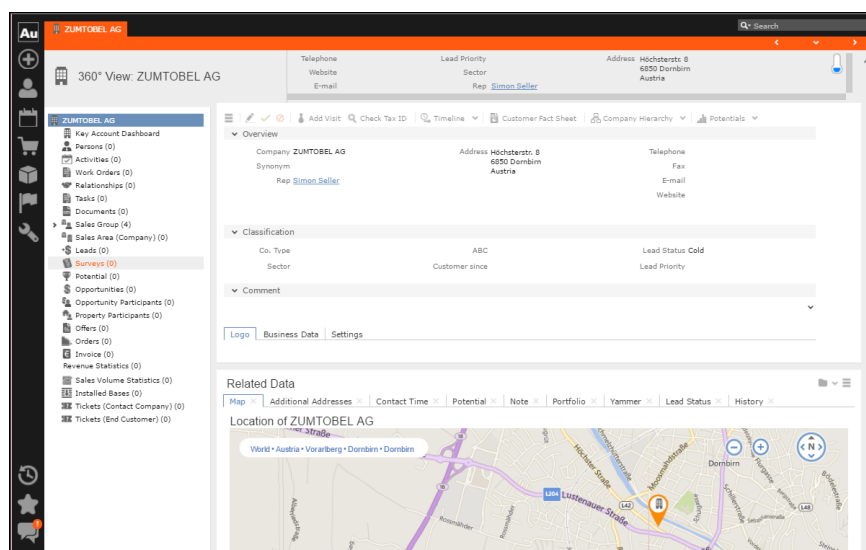 Au
ZUMTOBEL AG
Search
360° View: ZUMTOBEL AG
Telephone
Website
E-mail
Lead Priority
Sector
Rep Simon Seller
Address Höchsterstr. 8
6850 Dornbirn
Austria
ZUMTOBEL AG
Key Account Dashboard
Persons (0)
Activities (0)
Work Orders (0)
Relationships (0)
Tasks (0)
Documents (0)
Sales Group (4)
Sales Area (Company) (0)
Leads (0)
Surveys (0)
Potential (0)
Opportunities (0)
Opportunity Participants (0)
Property Participants (0)
Offers (0)
Orders (0)
Invoice (0)
Revenue Statistics (0)
Sales Volume Statistics (0)
Installed Bases (0)
Tickets (Contact Company) (0)
Tickets (End Customer) (0)
Add Visit Check Tax ID Timeline Customer Fact Sheet Company Hierarchy Potentials
Overview
Company ZUMTOBEL AG
Synonym
Rep Simon Seller
Address Höchsterstr. 8
6850 Dornbirn
Austria
Telephone
Fax
E-mail
Website
Classification
Co. Type ABC Lead Status Cold
Sector Customer since Lead Priority
Comment
Logo Business Data Settings
Related Data
Map Additional Addresses Contact Time Potential Note Portfolio Yammer Lead Status History
Location of ZUMTOBEL AG
World • Austria • Vorarlberg • Dornbirn • Dornbirn
N
Dornbirn
L204
Lustenauer Straße
L42
L48
Höchster Straße
Moosmahdstraße
Schillerstraße
Rossmähder
Rossmähder